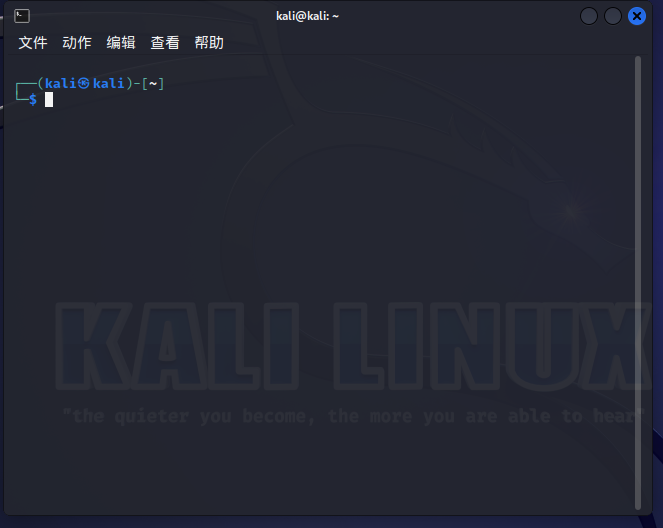 kali@kali: ~
文件 动作 编辑 查看 帮助
┌──(kali㉿kali)-[~]
└─$
KALI LINUX
"the quieter you become, the more you are able to hear"